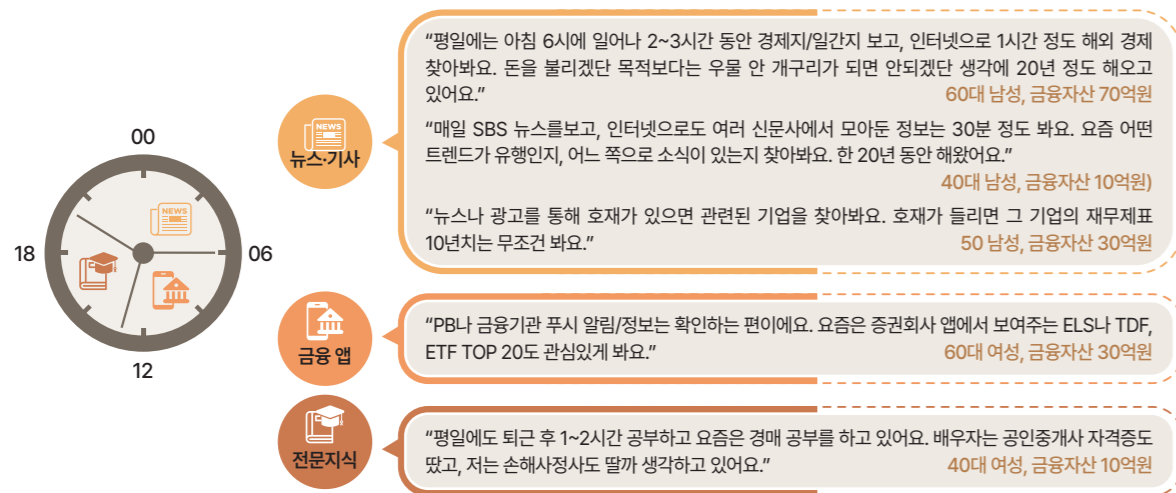 00
06
12
18
NEWS
NEWS
뉴스·기사
“평일에는 아침 6시에 일어나 2~3시간 동안 경제지/일간지 보고, 인터넷으로 1시간 정도 해외 경제
찾아봐요. 돈을 불리겠단 목적보다는 우물 안 개구리가 되면 안되겠단 생각에 20년 정도 해오고
있어요.” 60대 남성, 금융자산 70억원
“매일 SBS 뉴스를보고, 인터넷으로도 여러 신문사에서 모아둔 정보는 30분 정도 봐요. 요즘 어떤
트렌드가 유행인지, 어느 쪽으로 소식이 있는지 찾아봐요. 한 20년 동안 해왔어요.”
40대 남성, 금융자산 10억원)
“뉴스나 광고를 통해 호재가 있으면 관련된 기업을 찾아봐요. 호재가 들리면 그 기업의 재무제표
10년치는 무조건 봐요.” 50 남성, 금융자산 30억원
금융 앱
“PB나 금융기관 푸시 알림/정보는 확인하는 편이에요. 요즘은 증권회사 앱에서 보여주는 ELS나 TDF,
ETF TOP 20도 관심있게 봐요.” 60대 여성, 금융자산 30억원
전문지식
“평일에도 퇴근 후 1~2시간 공부하고 요즘은 경매 공부를 하고 있어요. 배우자는 공인중개사 자격증도
땄고, 저는 손해사정사도 딸까 생각하고 있어요.” 40대 여성, 금융자산 10억원